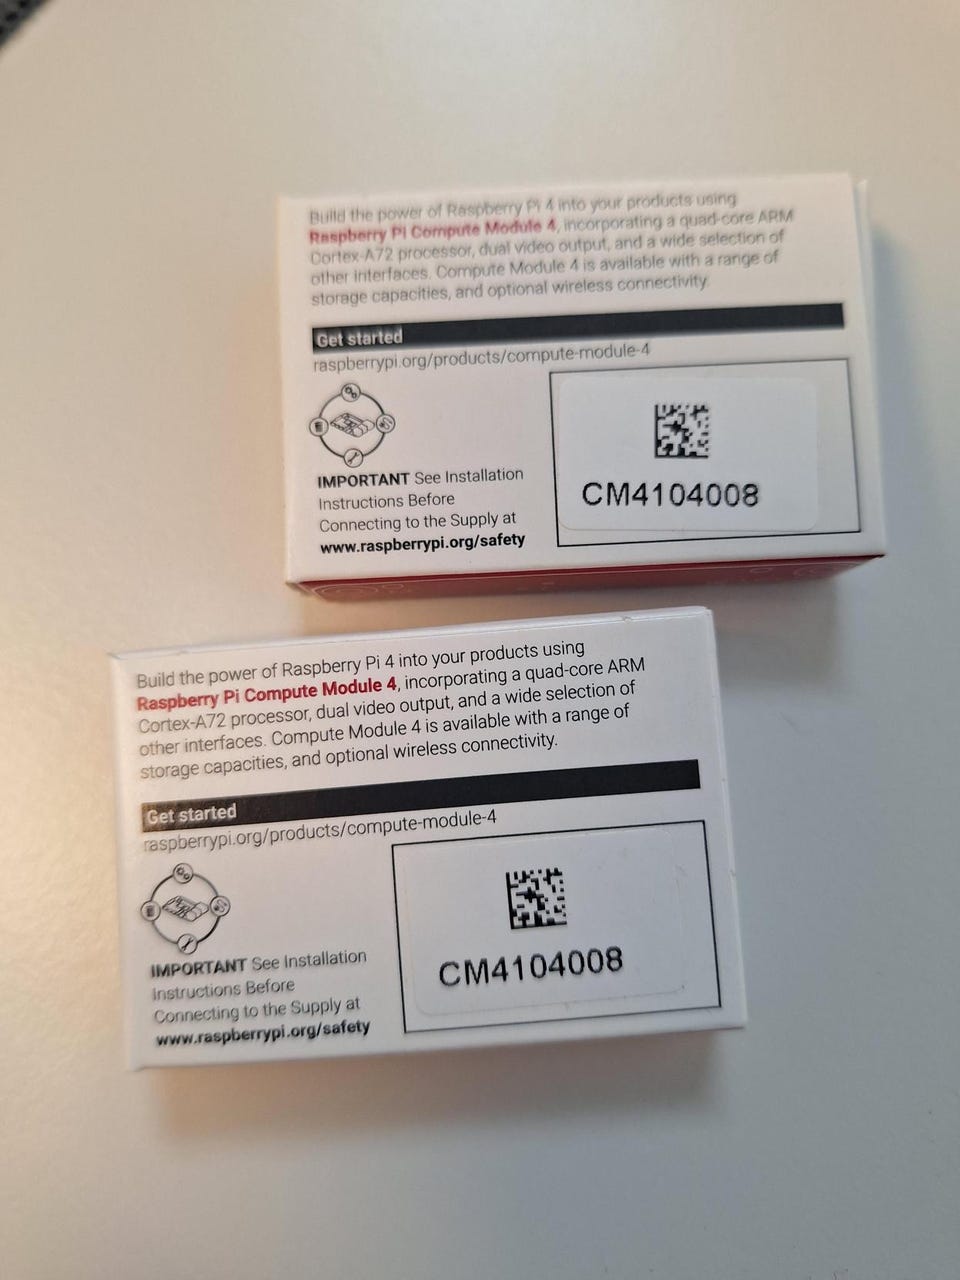 Build the power of Raspberry Pi 4 into your products using
Raspberry Pi Compute Module 4, incorporating a quad-core ARM
Cortex-A72 processor, dual video output, and a wide selection of
other interfaces. Compute Module 4 is available with a range of
storage capacities, and optional wireless connectivity.
Get started
raspberrypi.org/products/compute-module-4
IMPORTANT See Installation
Instructions Before
Connecting to the Supply at
www.raspberrypi.org/safety
CM4104008
Build the power of Raspberry Pi 4 into your products using
Raspberry Pi Compute Module 4, incorporating a quad-core ARM
Cortex-A72 processor, dual video output, and a wide selection of
other interfaces. Compute Module 4 is available with a range of
storage capacities, and optional wireless connectivity.
Get started
raspberrypi.org/products/compute-module-4
IMPORTANT See Installation
Instructions Before
Connecting to the Supply at
www.raspberrypi.org/safety
CM4104008